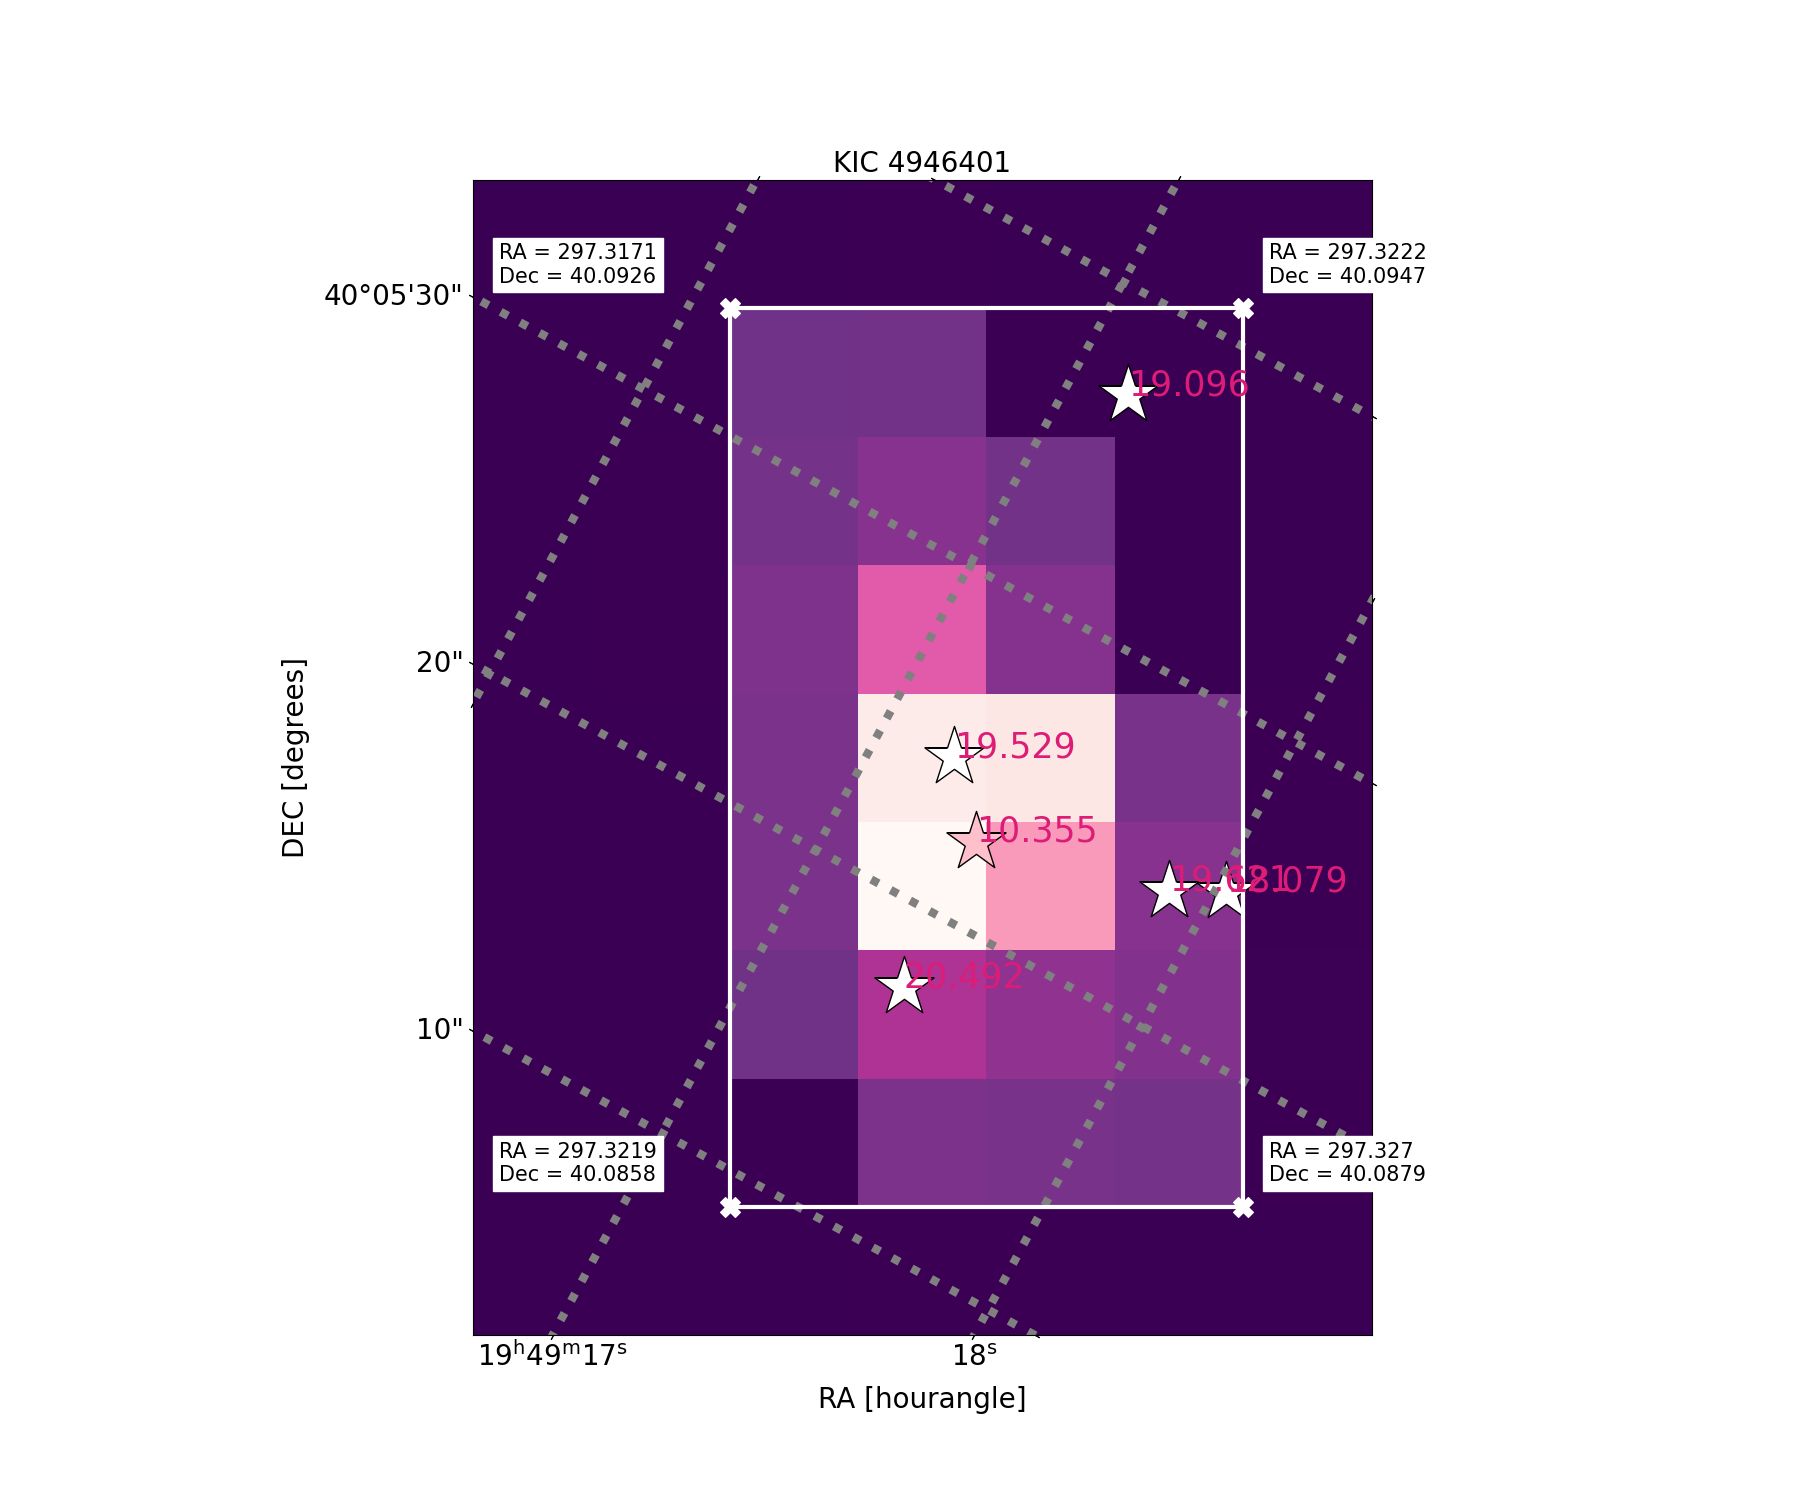 KIC 4946401
RA = 297.3171
Dec = 40.0926
RA = 297.3222
Dec = 40.0947
40°05'30"
19.096
20"
19.529
10.355
20.492
10"
RA = 297.3219
Dec = 40.0858
RA = 297.327
Dec = 40.0879
DEC [degrees]
19h49m17s
18s
RA [hourangle]